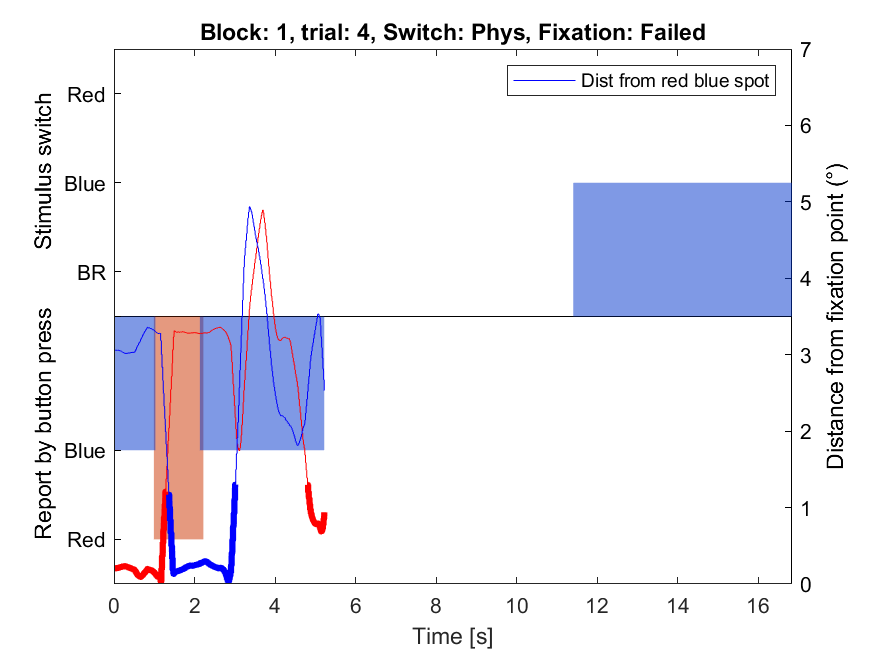 Block: 1, trial: 4, Switch: Phys, Fixation: Failed
Dist from red blue spot
Stimulus switch
Report by button press
Red
Blue
BR
Blue
Red
7
6
5
4
3
2
1
0
Distance from fixation point (°)
0 2 4 6 8 10 12 14 16
Time [s]